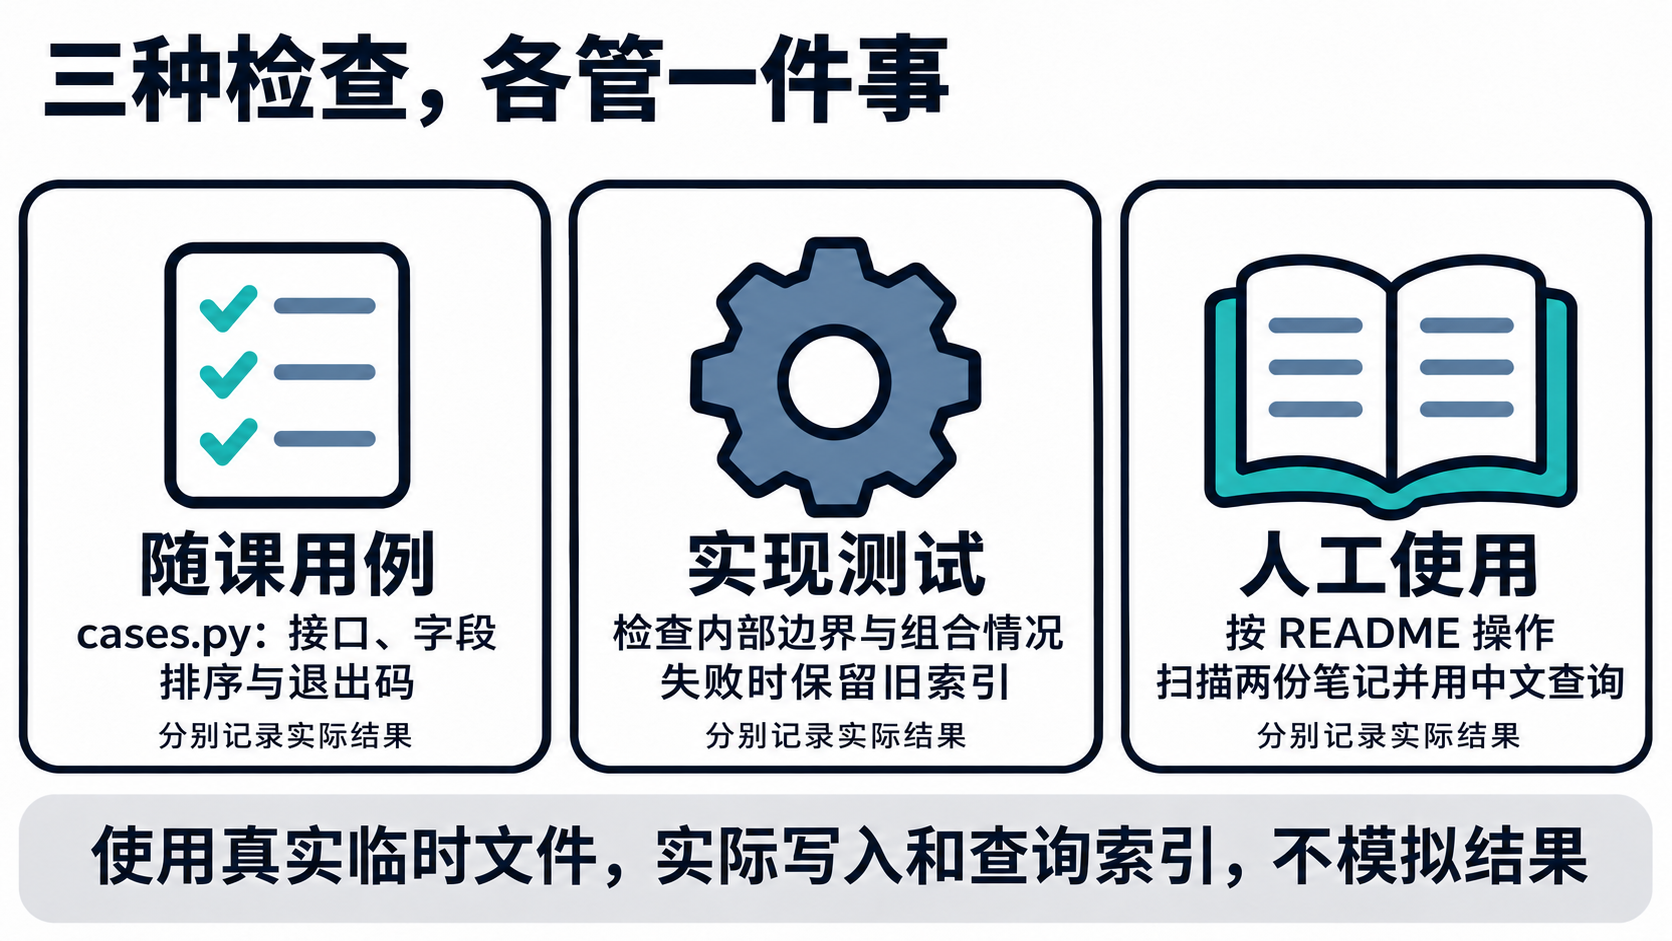 三种检查，各管一件事
随课用例
cases.py：接口、字段
排序与退出码
分别记录实际结果
实现测试
检查内部边界与组合情况
失败时保留旧索引
分别记录实际结果
人工使用
按 README 操作
扫描两份笔记并用中文查询
分别记录实际结果
使用真实临时文件，实际写入和查询索引，不模拟结果